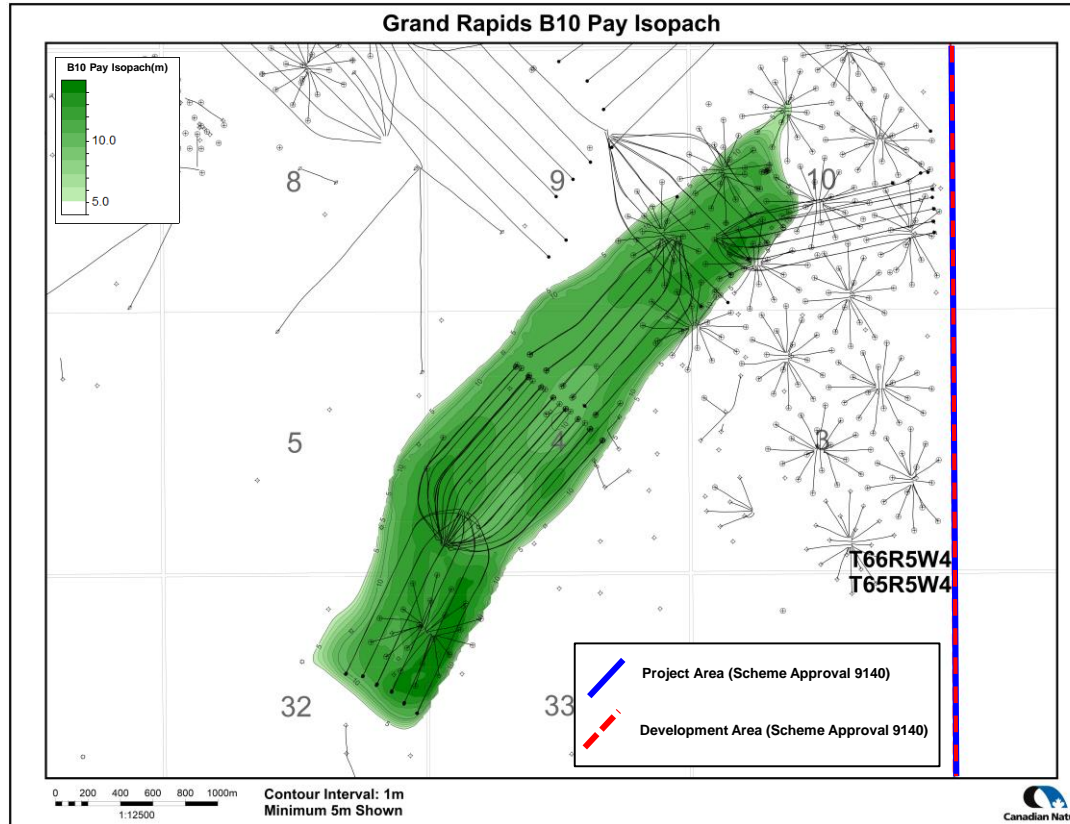 Grand Rapids B10 Pay Isopach
B10 Pay Isopach(m)
10.0
5.0
8
9
10
5
4
3
T66R5W4
T65R5W4
32
33
Project Area (Scheme Approval 9140)
Development Area (Scheme Approval 9140)
0 200 400 600 800 1000m
1:12500
Contour Interval: 1m
Minimum 5m Shown
Canadian Natu